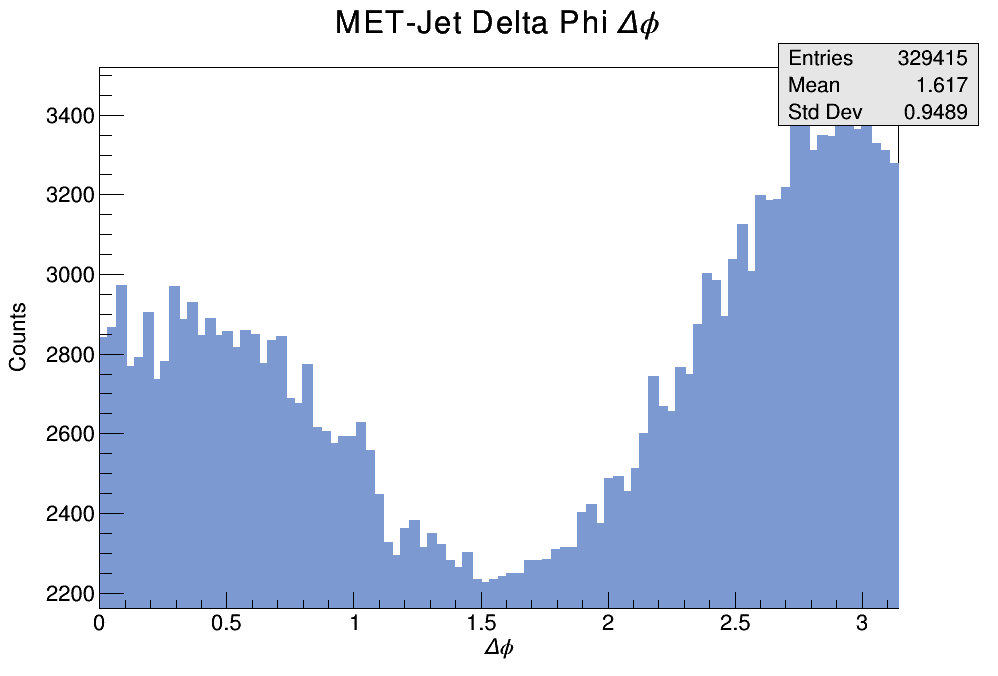 MET-Jet Delta Phi Δϕ
Entries 329415
Mean 1.617
Std Dev 0.9489
3400
3200
3000
2800
2600
2400
2200
Counts
0 0.5 1 1.5 2 2.5 3
Δϕ